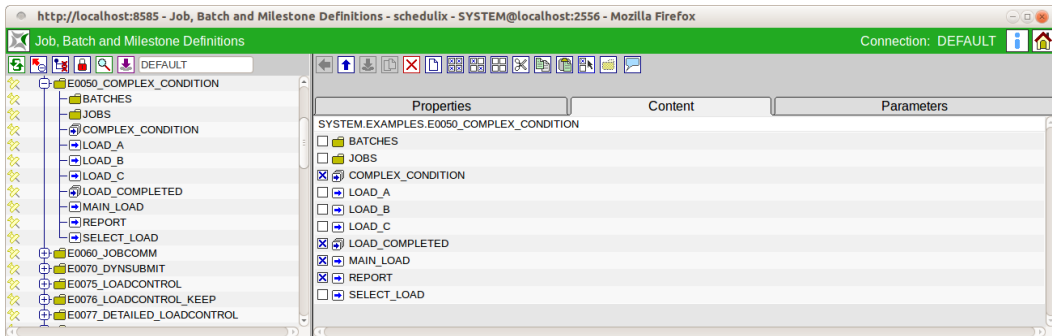 http://localhost:8585 - Job, Batch and Milestone Definitions - schedulix - SYSTEM@localhost:2556 - Mozilla Firefox
Job, Batch and Milestone Definitions
Connection: DEFAULT
DEFAULT
E0050_COMPLEX_CONDITION
BATCHES
JOBS
COMPLEX_CONDITION
LOAD_A
LOAD_B
LOAD_C
LOAD_COMPLETED
MAIN_LOAD
REPORT
SELECT_LOAD
E0060_JOBCOMM
E0070_DYNSUBMIT
E0075_LOADCONTROL
E0076_LOADCONTROL_KEEP
E0077_DETAILED_LOADCONTROL
Properties
Content
Parameters
SYSTEM.EXAMPLES.E0050_COMPLEX_CONDITION
BATCHES
JOBS
COMPLEX_CONDITION
LOAD_A
LOAD_B
LOAD_C
LOAD_COMPLETED
MAIN_LOAD
REPORT
SELECT_LOAD